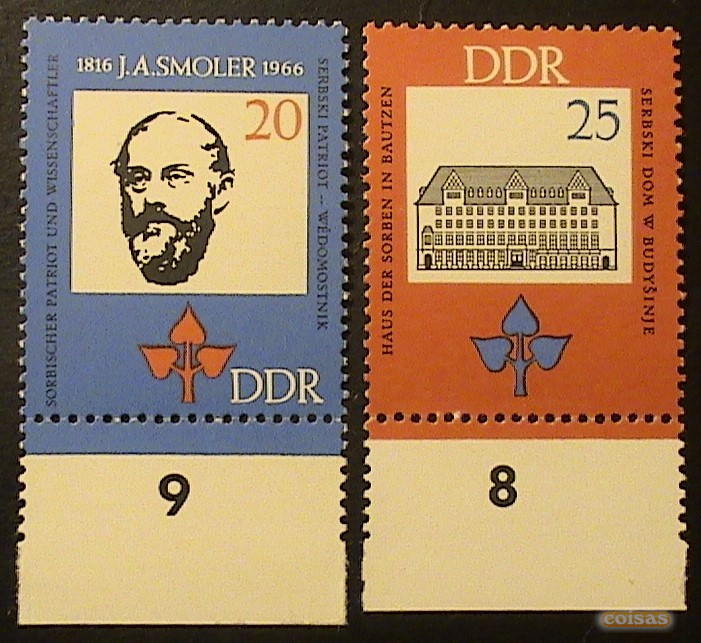 1816 J.A.SMOLER 1966
SORBISCHER PATRIOT UND WISSENSCHAFTLER
SERBSKI PATRIOT – WĚDOMOSTNIK
20
DDR
9
DDR
HAUS DER SORBEN IN BAUTZEN
SERBSKI DOM W BUDYŠINJE
25
8
coisas